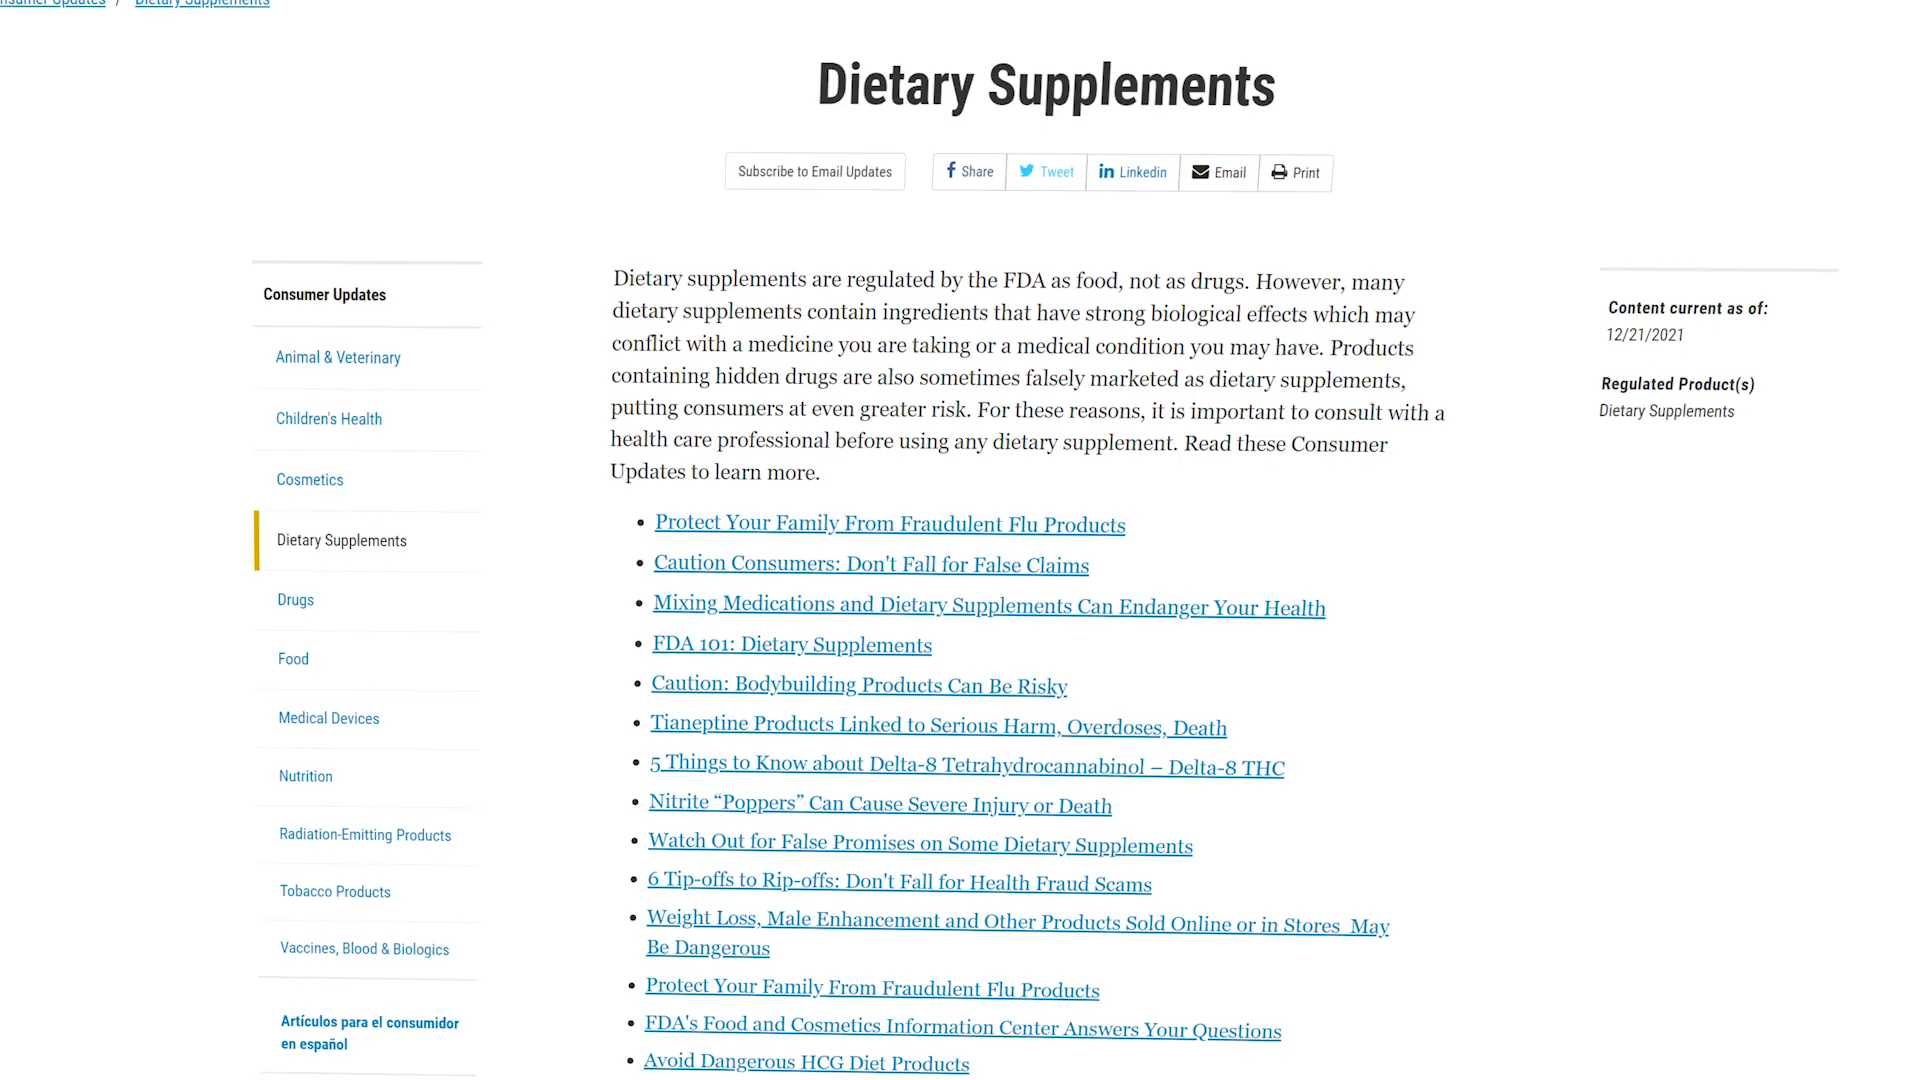 Consumer Updates / Dietary Supplements
Dietary Supplements
Subscribe to Email Updates
Share
Tweet
Linkedin
Email
Print
Consumer Updates
Animal & Veterinary
Children's Health
Cosmetics
Dietary Supplements
Drugs
Food
Medical Devices
Nutrition
Radiation-Emitting Products
Tobacco Products
Vaccines, Blood & Biologics
Artículos para el consumidor
en español
Dietary supplements are regulated by the FDA as food, not as drugs. However, many
dietary supplements contain ingredients that have strong biological effects which may
conflict with a medicine you are taking or a medical condition you may have. Products
containing hidden drugs are also sometimes falsely marketed as dietary supplements,
putting consumers at even greater risk. For these reasons, it is important to consult with a
health care professional before using any dietary supplement. Read these Consumer
Updates to learn more.
• Protect Your Family From Fraudulent Flu Products
• Caution Consumers: Don't Fall for False Claims
• Mixing Medications and Dietary Supplements Can Endanger Your Health
• FDA 101: Dietary Supplements
• Caution: Bodybuilding Products Can Be Risky
• Tianeptine Products Linked to Serious Harm, Overdoses, Death
• 5 Things to Know about Delta-8 Tetrahydrocannabinol – Delta-8 THC
• Nitrite “Poppers” Can Cause Severe Injury or Death
• Watch Out for False Promises on Some Dietary Supplements
• 6 Tip-offs to Rip-offs: Don't Fall for Health Fraud Scams
• Weight Loss, Male Enhancement and Other Products Sold Online or in Stores May
Be Dangerous
• Protect Your Family From Fraudulent Flu Products
• FDA's Food and Cosmetics Information Center Answers Your Questions
• Avoid Dangerous HCG Diet Products
Content current as of:
12/21/2021
Regulated Product(s)
Dietary Supplements